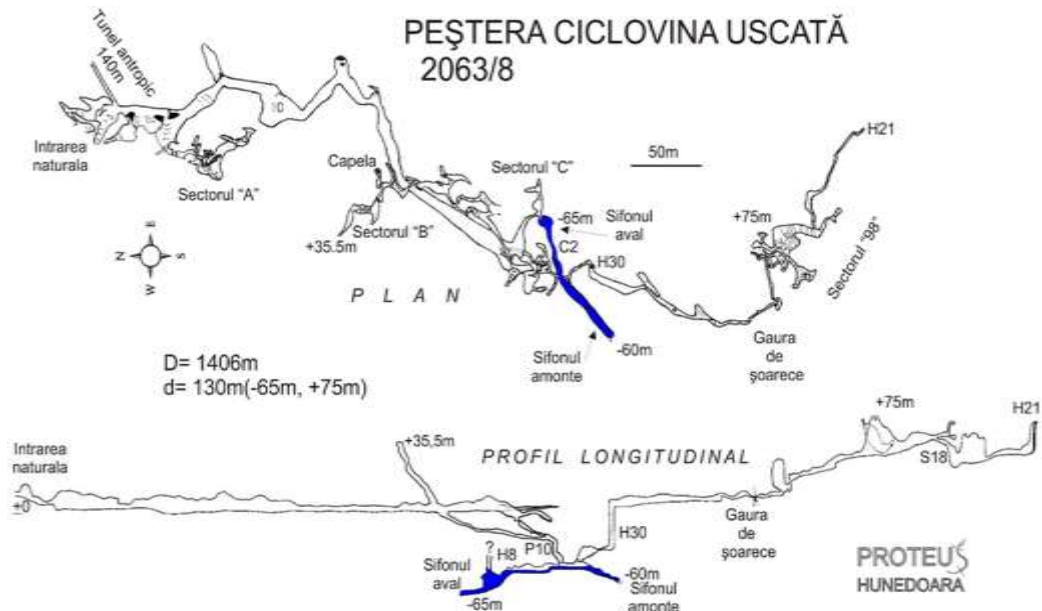 PEŞTERA CICLOVINA USCATĂ
2063/8
Tunel antropic
140m
Intrarea
naturala
Sectorul "A"
Capela
Sectorul "B"
+35.5m
Sectorul "C"
50m
H21
-65m
Sifonul
aval
C2
H30
+75m
Sectorul "98"
N
E
S
W
PLAN
Sifonul
amonte
-60m
Gaura
de
şoarece
D= 1406m
d= 130m(-65m, +75m)
Intrarea
naturala
±0
+35,5m
PROFIL LONGITUDINAL
+75m
H21
S18
H30
Gaura
de
şoarece
?
H8
P10
Sifonul
aval
-65m
-60m
Sifonul
amonte
PROTEUS
HUNEDOARA